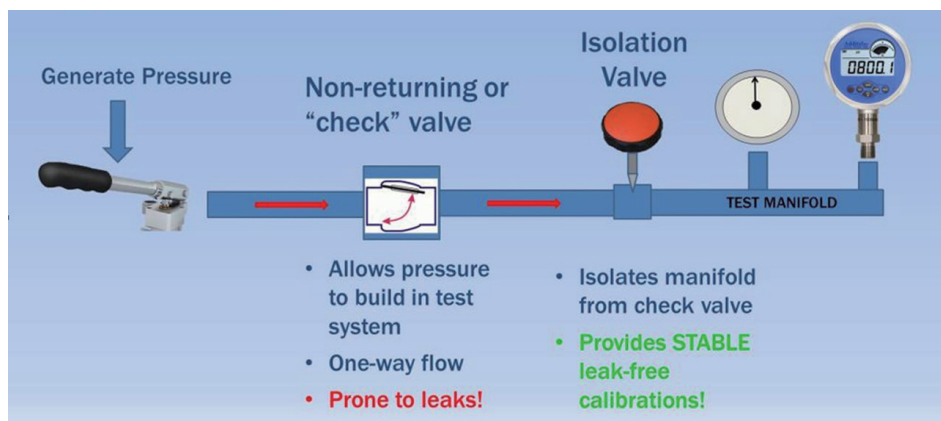 Generate Pressure
Non-returning or
“check” valve
Isolation
Valve
0800.1
TEST MANIFOLD
• Allows pressure
to build in test
system
• One-way flow
• Prone to leaks!
• Isolates manifold
from check valve
• Provides STABLE
leak-free
calibrations!